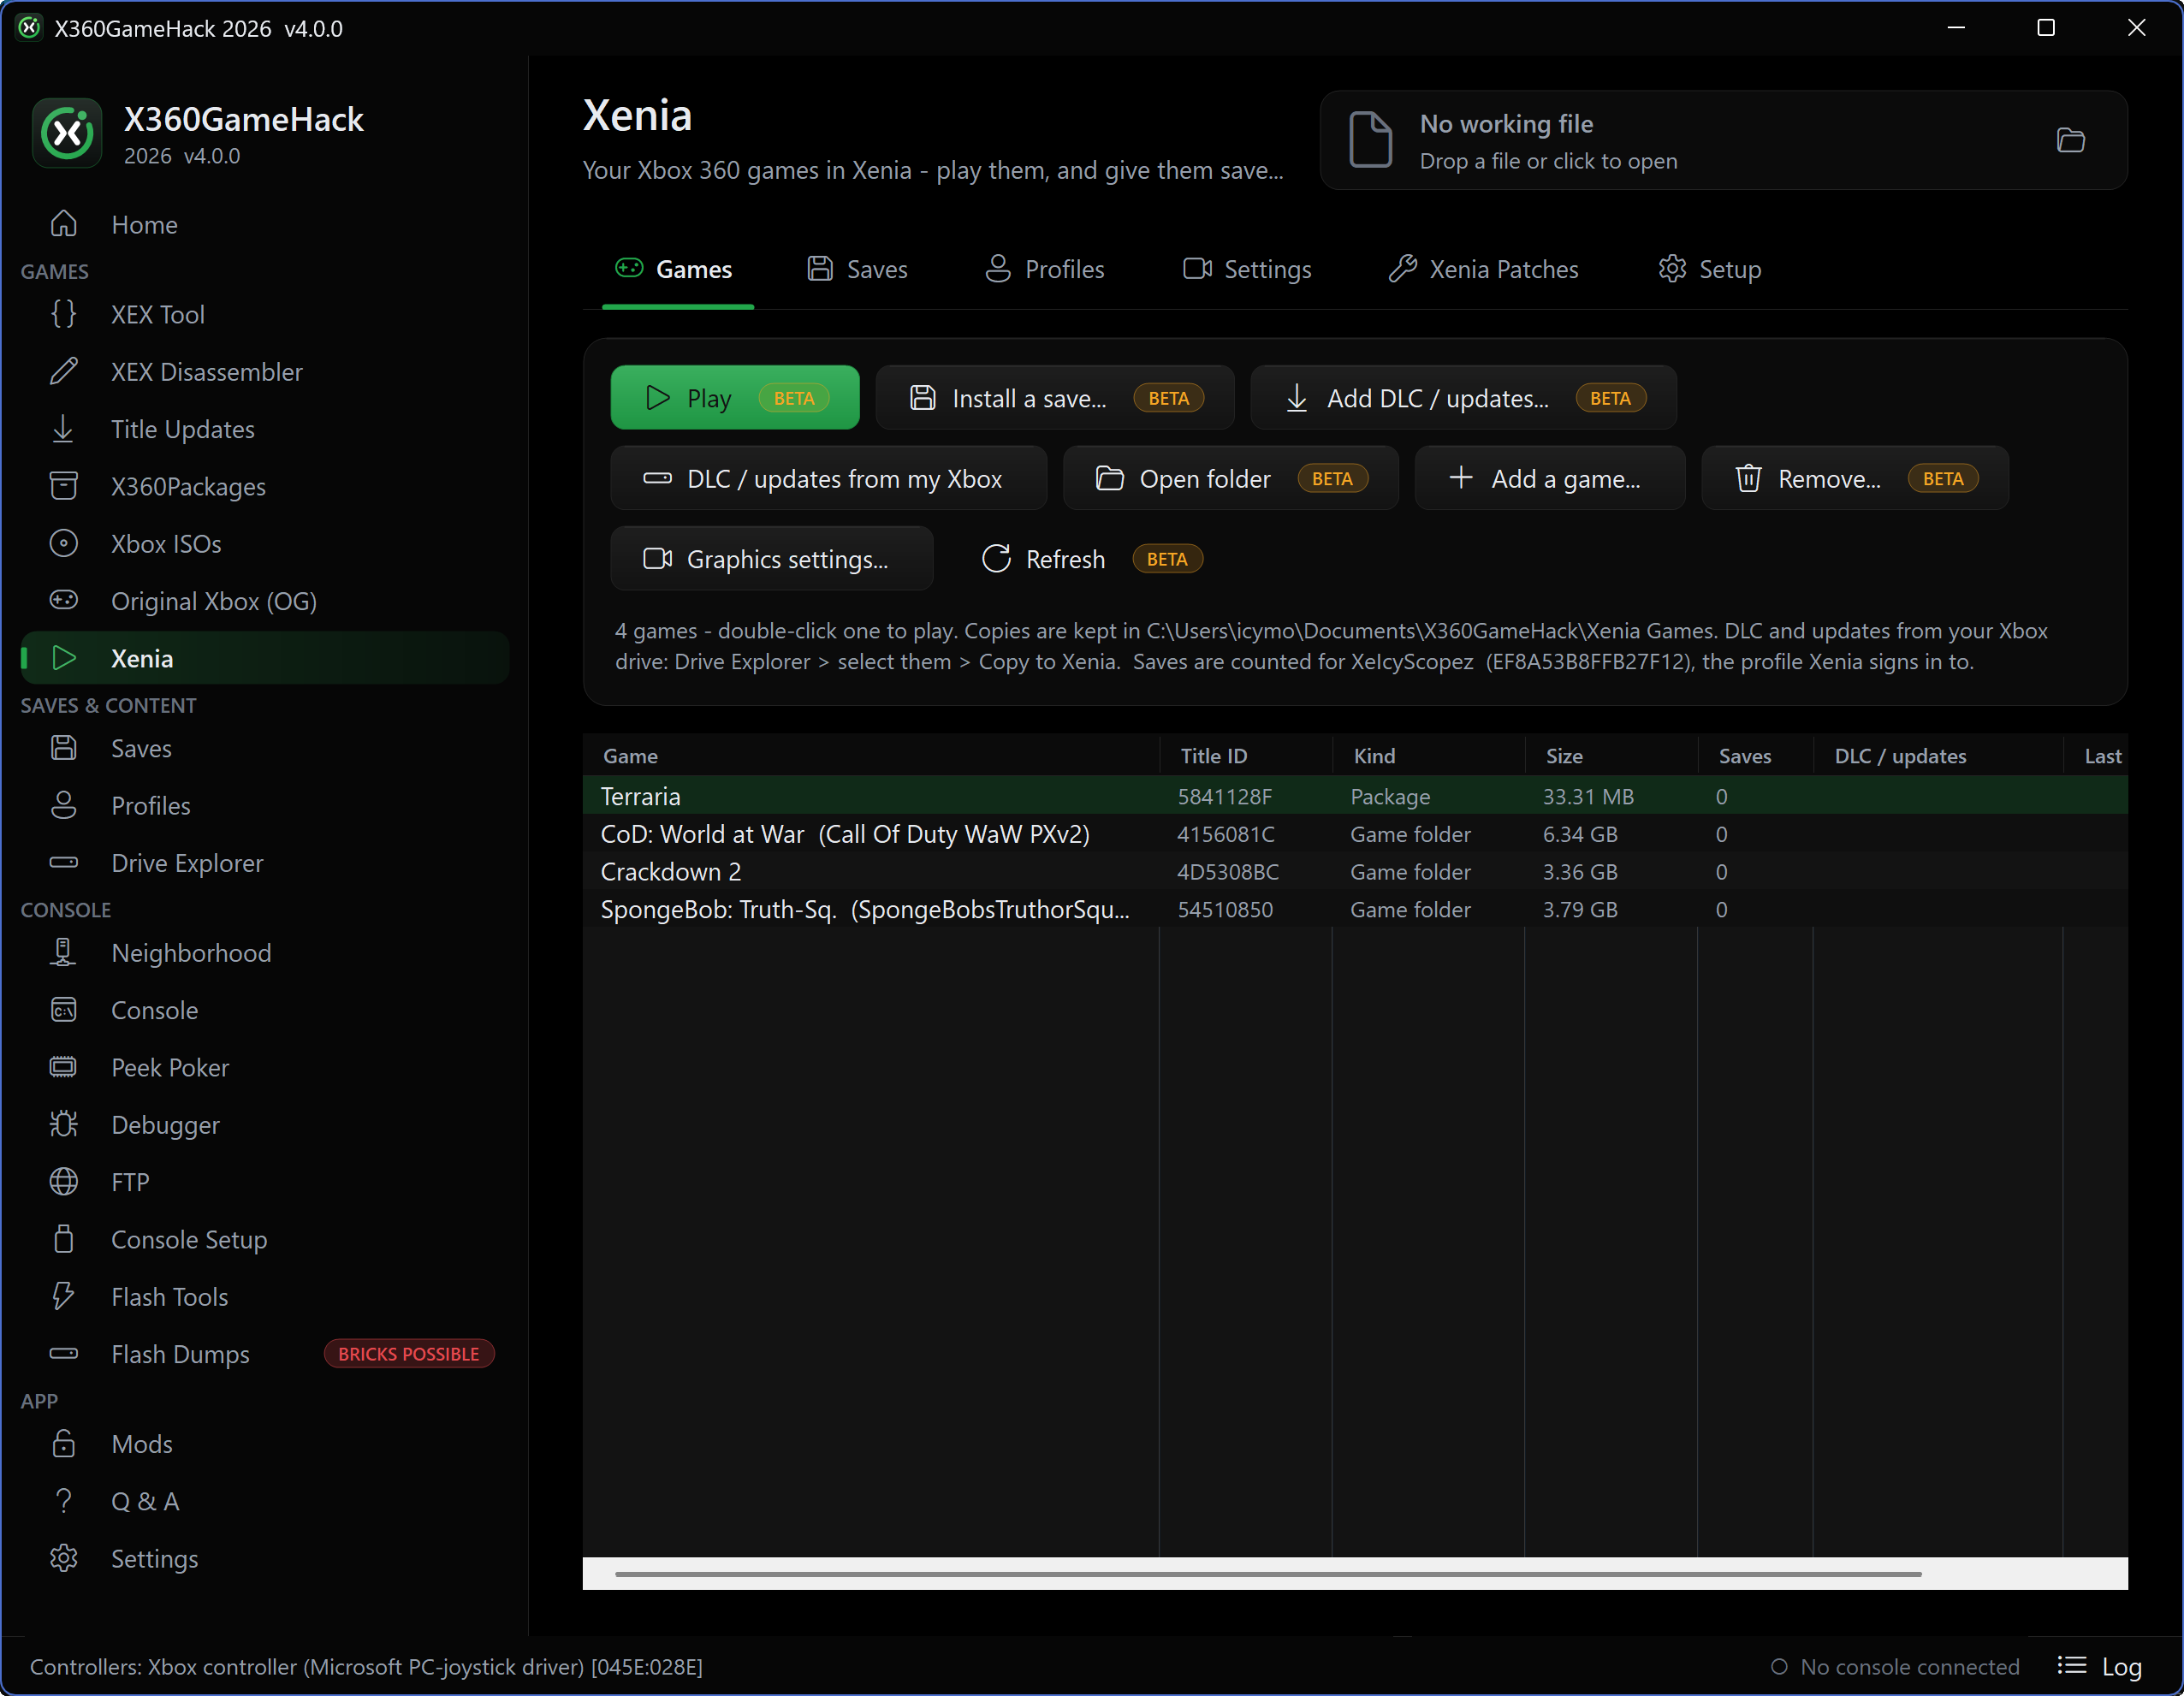 X360GameHack 2026 v4.0.0
X360GameHack
2026 v4.0.0
Home
GAMES
XEX Tool
XEX Disassembler
Title Updates
X360Packages
Xbox ISOs
Original Xbox (OG)
Xenia
SAVES & CONTENT
Saves
Profiles
Drive Explorer
CONSOLE
Neighborhood
Console
Peek Poker
Debugger
FTP
Console Setup
Flash Tools
Flash Dumps BRICKS POSSIBLE
APP
Mods
Q & A
Settings
Xenia
Your Xbox 360 games in Xenia - play them, and give them save...
No working file
Drop a file or click to open
Games Saves Profiles Settings Xenia Patches Setup
Play BETA Install a save... BETA Add DLC / updates... BETA
DLC / updates from my Xbox Open folder BETA Add a game... Remove... BETA
Graphics settings... Refresh BETA
4 games - double-click one to play. Copies are kept in C:\Users\icymo\Documents\X360GameHack\Xenia Games. DLC and updates from your Xbox
drive: Drive Explorer > select them > Copy to Xenia. Saves are counted for XeIcyScopez (EF8A53B8FFB27F12), the profile Xenia signs in to.
Game Title ID Kind Size Saves DLC / updates Last
Terraria 5841128F Package 33.31 MB 0
CoD: World at War (Call Of Duty WaW PXv2) 4156081C Game folder 6.34 GB 0
Crackdown 2 4D5308BC Game folder 3.36 GB 0
SpongeBob: Truth-Sq. (SpongeBobsTruthorSqu... 54510850 Game folder 3.79 GB 0
Controllers: Xbox controller (Microsoft PC-joystick driver) [045E:028E]
No console connected Log